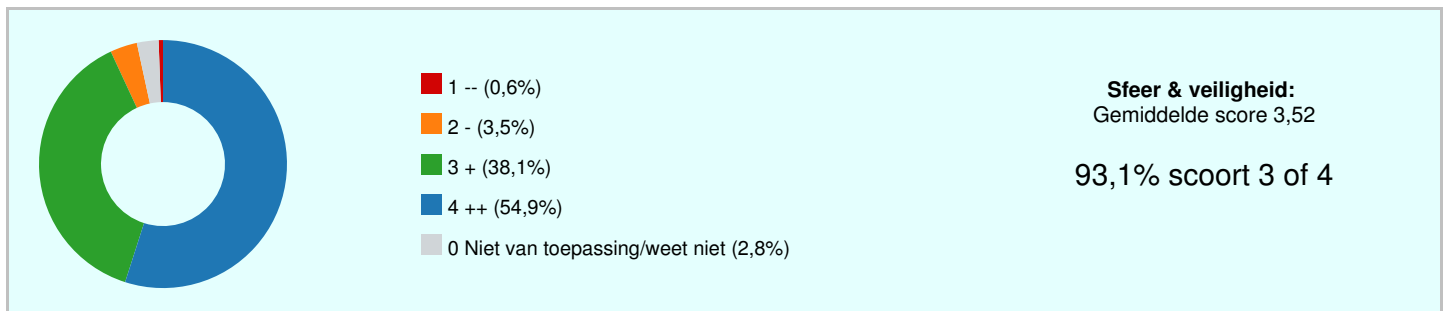 1 -- (0,6%)
2 - (3,5%)
3 + (38,1%)
4 ++ (54,9%)
0 Niet van toepassing/weet niet (2,8%)
Sfeer & veiligheid:
Gemiddelde score 3,52
93,1% scoort 3 of 4